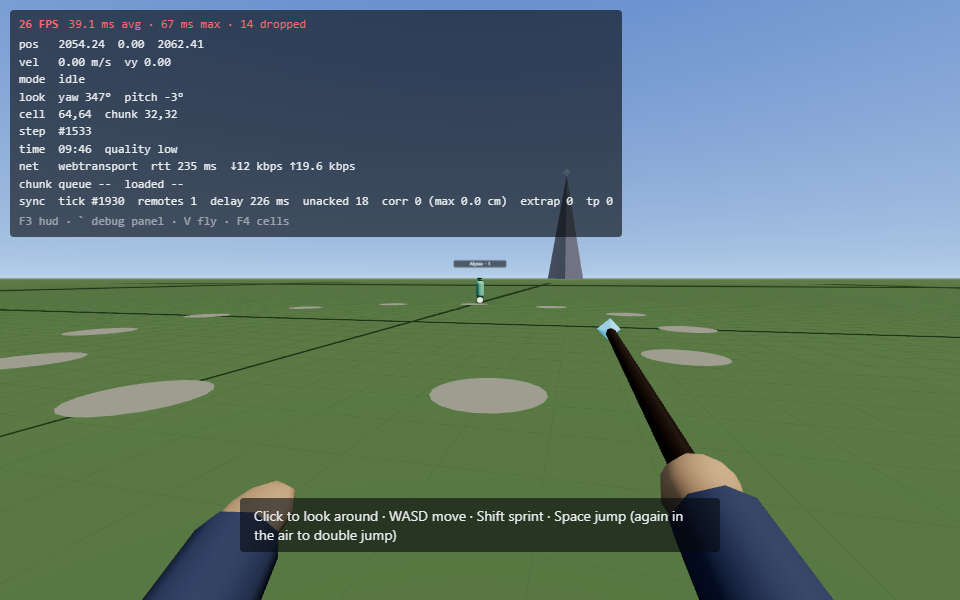 26 FPS 39.1 ms avg · 67 ms max · 14 dropped
pos 2054.24 0.00 2062.41
vel 0.00 m/s vy 0.00
mode idle
look yaw 347° pitch -3°
cell 64,64 chunk 32,32
step #1533
time 09:46 quality low
net webtransport rtt 235 ms ↓12 kbps ↑19.6 kbps
chunk queue -- loaded --
sync tick #1930 remotes 1 delay 226 ms unacked 18 corr 0 (max 0.0 cm) extrap 0 tp 0
F3 hud · ` debug panel · V fly · F4 cells
Click to look around · WASD move · Shift sprint · Space jump (again in
the air to double jump)